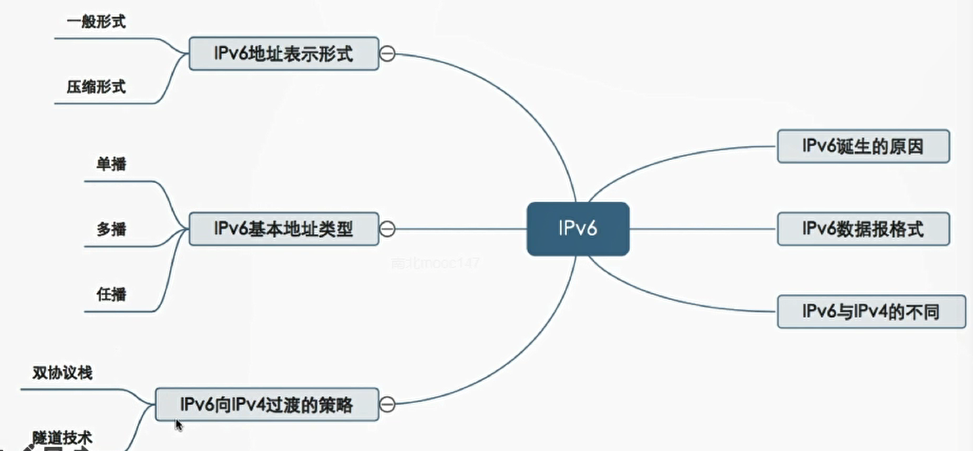 一般形式
IPv6地址表示形式
压缩形式
单播
IPv6基本地址类型
多播
任播
双协议栈
IPv6向IPv4过渡的策略
隧道技术
IPv6
IPv6诞生的原因
IPv6数据报格式
IPv6与IPv4的不同